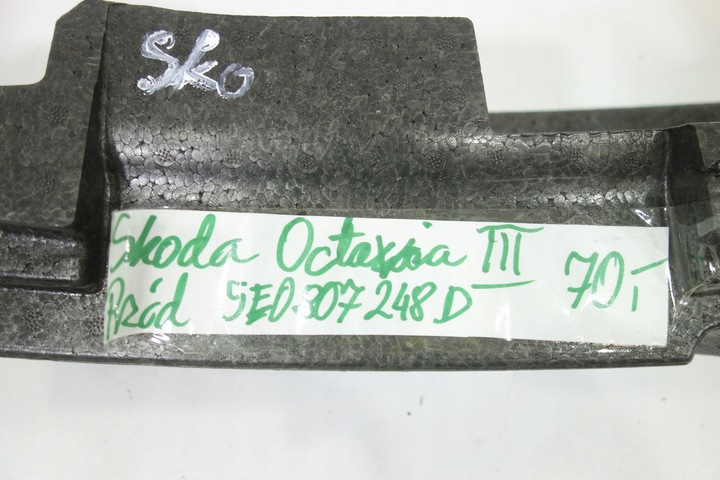 Sko
Skoda Octavia III 70,-
Przód 5E0.807 248 D